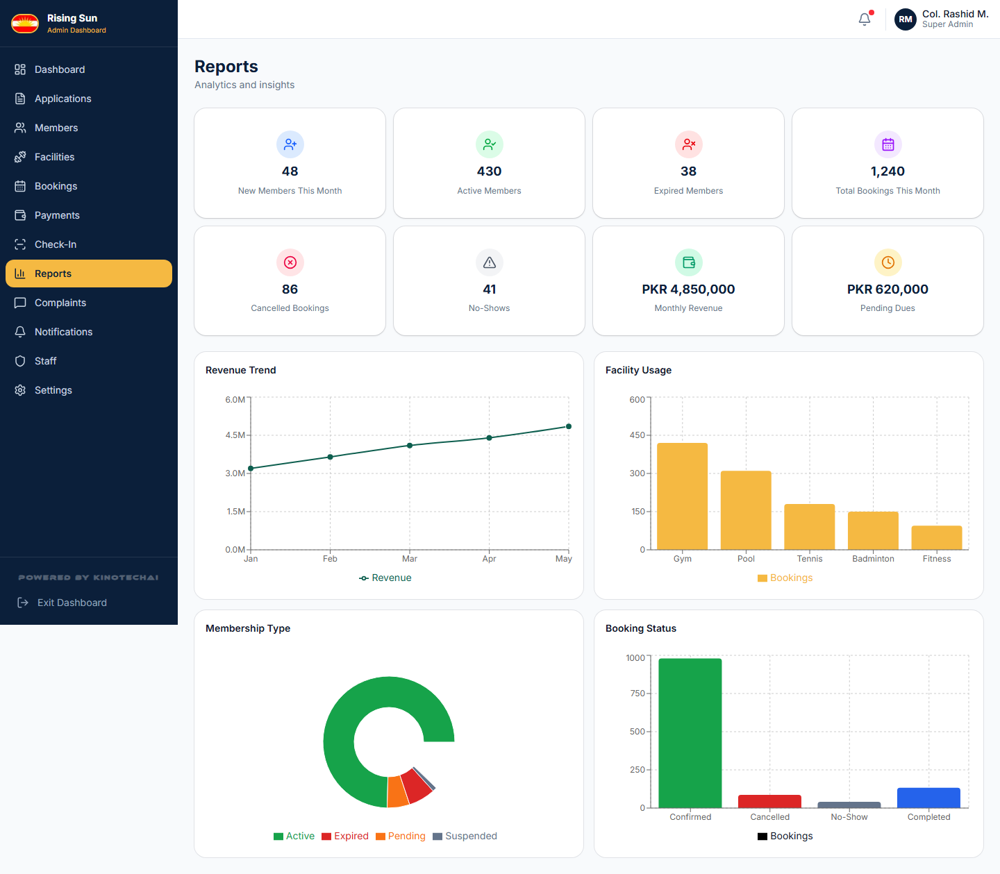 Rising Sun
Admin Dashboard
Dashboard
Applications
Members
Facilities
Bookings
Payments
Check-In
Reports
Complaints
Notifications
Staff
Settings
POWERED BY KINOTECHAI
Exit Dashboard
RM
Col. Rashid M.
Super Admin
Reports
Analytics and insights
48
New Members This Month
430
Active Members
38
Expired Members
1,240
Total Bookings This Month
86
Cancelled Bookings
41
No-Shows
PKR 4,850,000
Monthly Revenue
PKR 620,000
Pending Dues
Revenue Trend
6.0M
4.5M
3.0M
1.5M
0.0M
Jan Feb Mar Apr May
Revenue
Facility Usage
600
450
300
150
0
Gym Pool Tennis Badminton Fitness
Bookings
Membership Type
Active Expired Pending Suspended
Booking Status
1000
750
500
250
0
Confirmed Cancelled No-Show Completed
Bookings